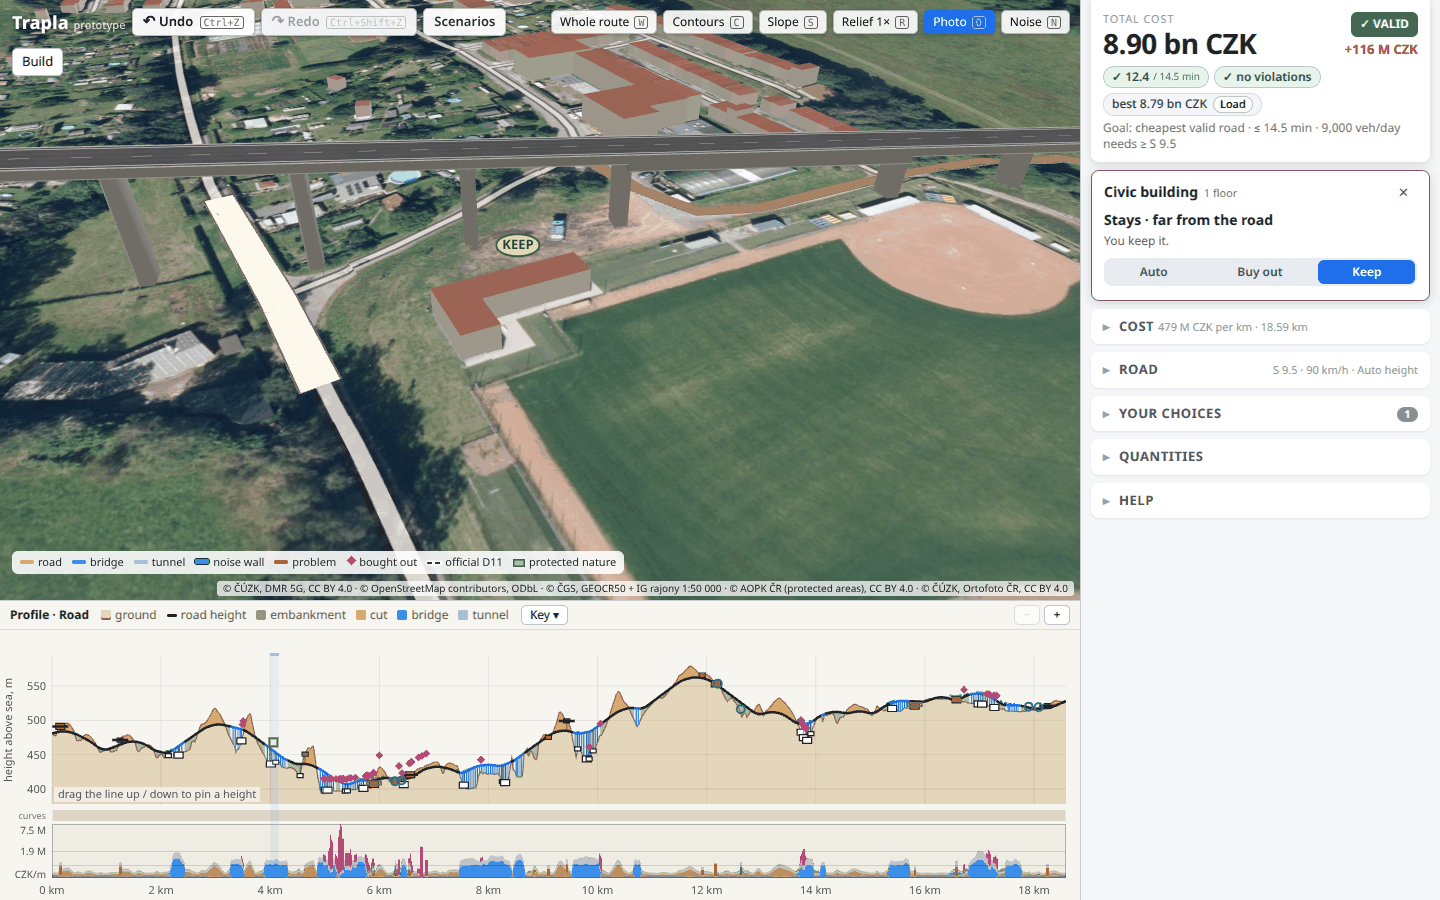 Trapla prototype
↶ Undo Ctrl+Z
↷ Redo Ctrl+Shift+Z
Scenarios
Whole route W
Contours C
Slope S
Relief 1× R
Photo O
Noise N
Build
KEEP
road bridge tunnel noise wall problem bought out official D11 protected nature
© ČÚZK, DMR 5G, CC BY 4.0 · © OpenStreetMap contributors, ODbL · © ČGS, GEOCR50 + IG rajony 1:50 000 · © AOPK ČR (protected areas), CC BY 4.0 · © ČÚZK, Ortofoto ČR, CC BY 4.0
TOTAL COST
8.90 bn CZK
✓ VALID
+116 M CZK
✓ 12.4 / 14.5 min
✓ no violations
best 8.79 bn CZK Load
Goal: cheapest valid road · ≤ 14.5 min · 9,000 veh/day
needs ≥ S 9.5
Civic building 1 floor ✕
Stays · far from the road
You keep it.
Auto Buy out Keep
▶ COST 479 M CZK per km · 18.59 km
▶ ROAD S 9.5 · 90 km/h · Auto height
▶ YOUR CHOICES 1
▶ QUANTITIES
▶ HELP
Profile · Road ground road height embankment cut bridge tunnel Key ▾ − +
height above sea, m
550
500
450
400
drag the line up / down to pin a height
curves
7.5 M
1.9 M
CZK/m
0 km 2 km 4 km 6 km 8 km 10 km 12 km 14 km 16 km 18 km